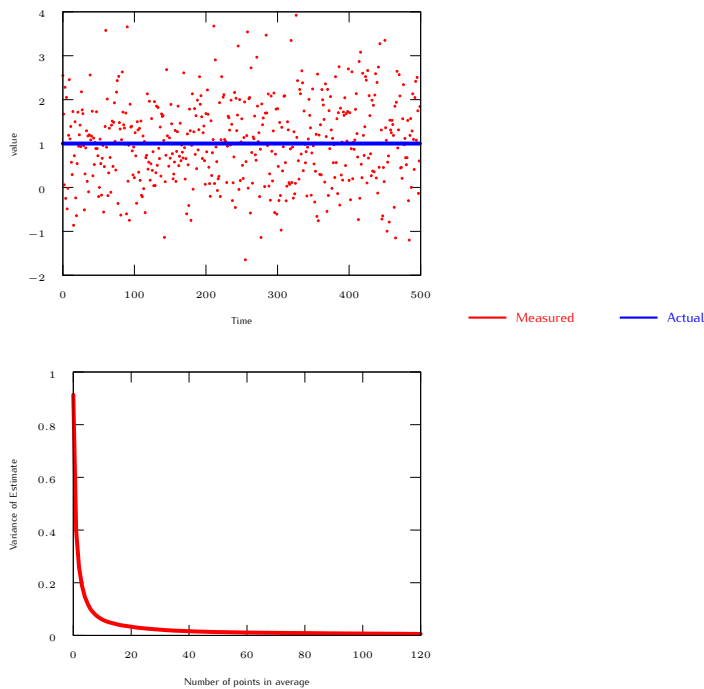 4
3
2
value
1
0
−1
−2
0 100 200 300 400 500
Time
Measured Actual
1
0.8
0.6
Variance of Estimate
0.4
0.2
0
0 20 40 60 80 100 120
Number of points in average